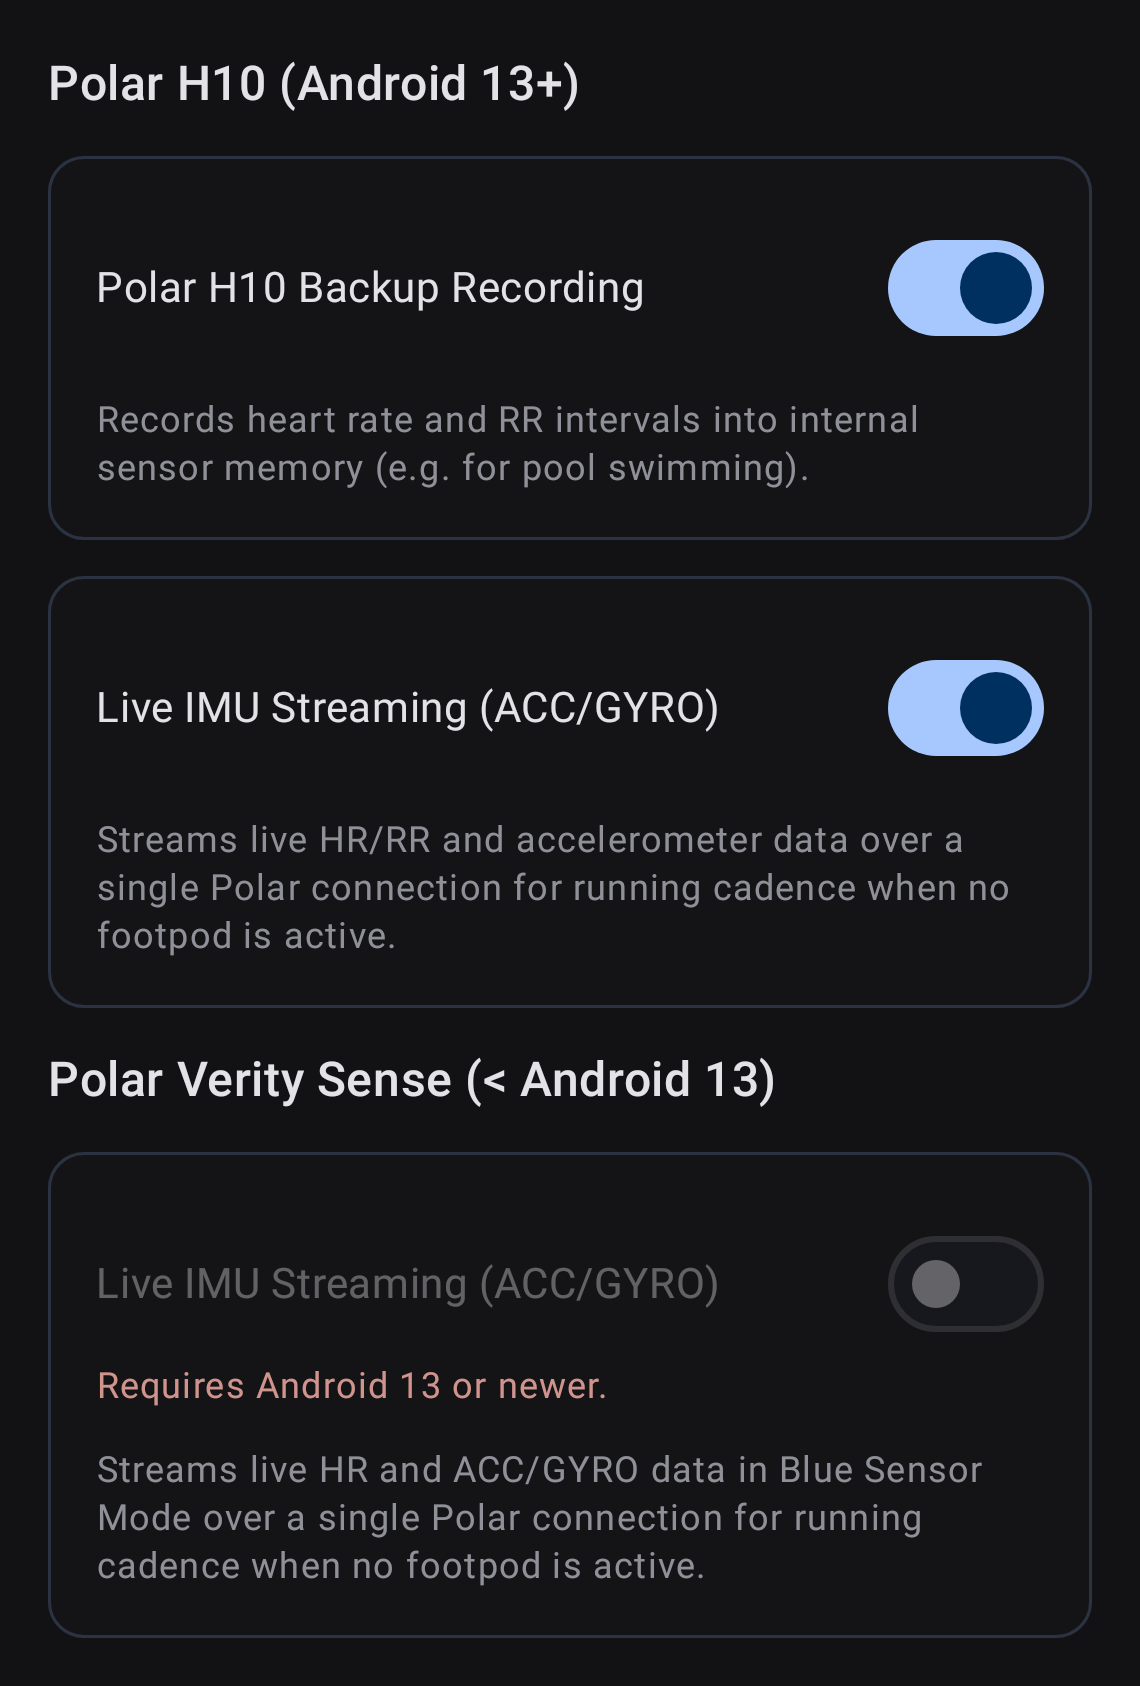 Polar H10 (Android 13+)
Polar H10 Backup Recording
Records heart rate and RR intervals into internal
sensor memory (e.g. for pool swimming).
Live IMU Streaming (ACC/GYRO)
Streams live HR/RR and accelerometer data over a
single Polar connection for running cadence when no
footpod is active.
Polar Verity Sense (< Android 13)
Live IMU Streaming (ACC/GYRO)
Requires Android 13 or newer.
Streams live HR and ACC/GYRO data in Blue Sensor
Mode over a single Polar connection for running
cadence when no footpod is active.